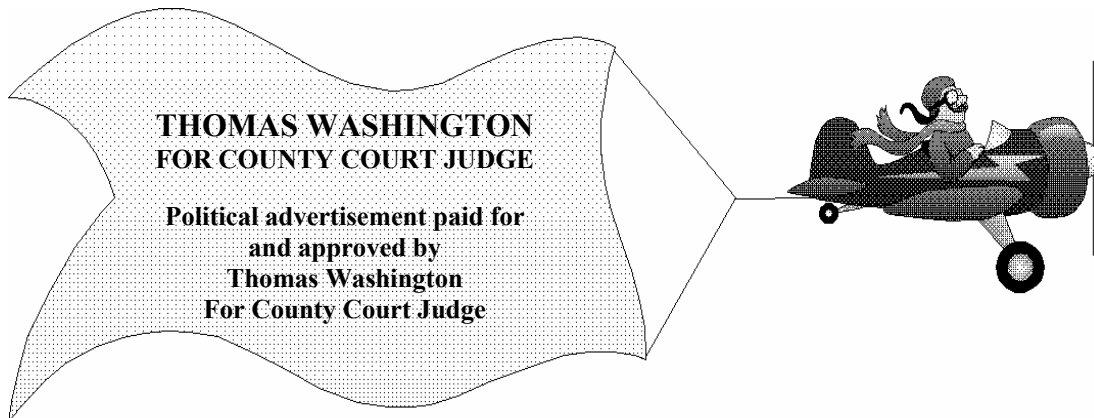 THOMAS WASHINGTON
FOR COUNTY COURT JUDGE
Political advertisement paid for
and approved by
Thomas Washington
For County Court Judge